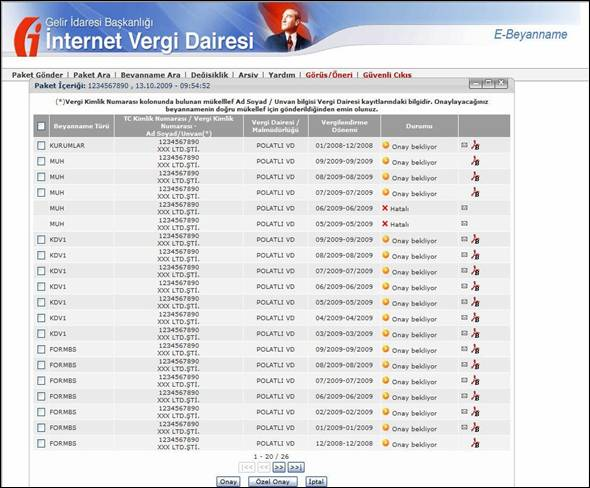 Gelir İdaresi Başkanlığı
İnternet Vergi Dairesi
E-Beyanname
Paket Gönder | Paket Ara | Beyanname Ara | Değişiklik | Arşiv | Yardım | Görüş/Öneri | Güvenli Çıkış
Paket İçeriği: 1234567890 , 13.10.2009 - 09:54:52
(*)Vergi Kimlik Numarası kolonunda bulunan mükelllef Ad Soyad / Unvan bilgisi Vergi Dairesi kayıtlarındaki bilgidir. Onaylayacağınız
beyannamenin doğru mükellef için gönderildiğinden emin olunuz.
Beyanname Türü TC Kimlik Numarası / Vergi Kimlik Numarası - Ad Soyad/Unvan(*) Vergi Dairesi / Malmüdürlüğü Vergilendirme Dönemi Durumu
KURUMLAR 1234567890 XXX LTD.ŞTİ. POLATLI VD 01/2008-12/2008 Onay bekliyor
MUH 1234567890 XXX LTD.ŞTİ. POLATLI VD 09/2009-09/2009 Onay bekliyor
MUH 1234567890 XXX LTD.ŞTİ. POLATLI VD 08/2009-08/2009 Onay bekliyor
MUH 1234567890 XXX LTD.ŞTİ. POLATLI VD 07/2009-07/2009 Onay bekliyor
MUH 1234567890 XXX LTD.ŞTİ. POLATLI VD 06/2009-06/2009 Hatalı
MUH 1234567890 XXX LTD.ŞTİ. POLATLI VD 05/2009-05/2009 Hatalı
KDV1 1234567890 XXX LTD.ŞTİ. POLATLI VD 09/2009-09/2009 Onay bekliyor
KDV1 1234567890 XXX LTD.ŞTİ. POLATLI VD 08/2009-08/2009 Onay bekliyor
KDV1 1234567890 XXX LTD.ŞTİ. POLATLI VD 07/2009-07/2009 Onay bekliyor
KDV1 1234567890 XXX LTD.ŞTİ. POLATLI VD 06/2009-06/2009 Onay bekliyor
KDV1 1234567890 XXX LTD.ŞTİ. POLATLI VD 05/2009-05/2009 Onay bekliyor
KDV1 1234567890 XXX LTD.ŞTİ. POLATLI VD 04/2009-04/2009 Onay bekliyor
KDV1 1234567890 XXX LTD.ŞTİ. POLATLI VD 03/2009-03/2009 Onay bekliyor
FORMBS 1234567890 XXX LTD.ŞTİ. POLATLI VD 09/2009-09/2009 Onay bekliyor
FORMBS 1234567890 XXX LTD.ŞTİ. POLATLI VD 08/2009-08/2009 Onay bekliyor
FORMBS 1234567890 XXX LTD.ŞTİ. POLATLI VD 07/2009-07/2009 Onay bekliyor
FORMBS 1234567890 XXX LTD.ŞTİ. POLATLI VD 06/2009-06/2009 Onay bekliyor
FORMBS 1234567890 XXX LTD.ŞTİ. POLATLI VD 02/2009-02/2009 Onay bekliyor
FORMBS 1234567890 XXX LTD.ŞTİ. POLATLI VD 01/2009-01/2009 Onay bekliyor
FORMBS 1234567890 XXX LTD.ŞTİ. POLATLI VD 12/2008-12/2008 Onay bekliyor
1 - 20 / 26
|<< << >> >>|
Onay Özel Onay İptal